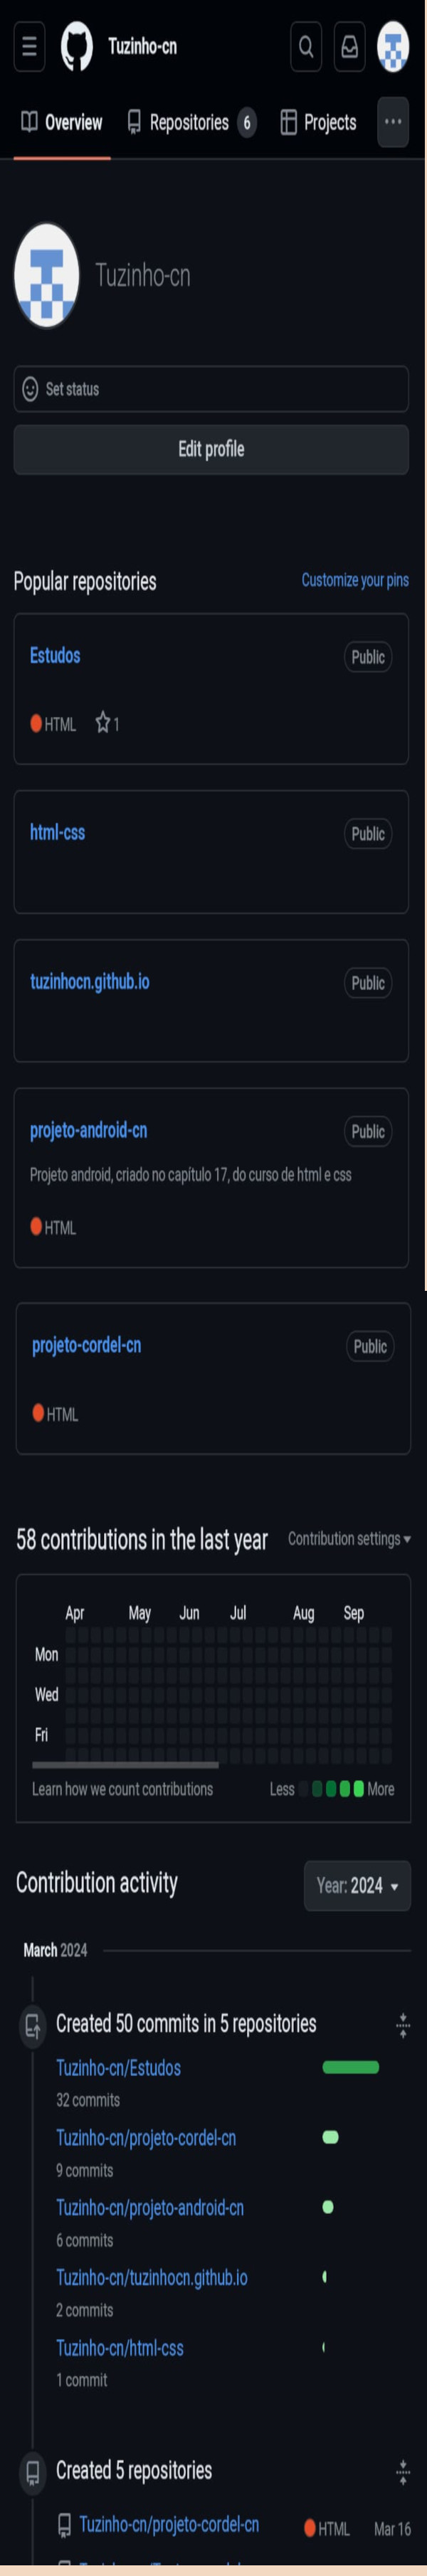 Tuzinho-cn
Overview Repositories 6 Projects
Tuzinho-cn
Set status
Edit profile
Popular repositories Customize your pins
Estudos Public
HTML 1
html-css Public
tuzinhocn.github.io Public
projeto-android-cn Public
Projeto android, criado no capítulo 17, do curso de html e css
HTML
projeto-cordel-cn Public
HTML
58 contributions in the last year Contribution settings
Apr May Jun Jul Aug Sep
Mon
Wed
Fri
Learn how we count contributions Less More
Contribution activity Year: 2024
March 2024
Created 50 commits in 5 repositories
Tuzinho-cn/Estudos
32 commits
Tuzinho-cn/projeto-cordel-cn
9 commits
Tuzinho-cn/projeto-android-cn
6 commits
Tuzinho-cn/tuzinhocn.github.io
2 commits
Tuzinho-cn/html-css
1 commit
Created 5 repositories
Tuzinho-cn/projeto-cordel-cn HTML Mar 16